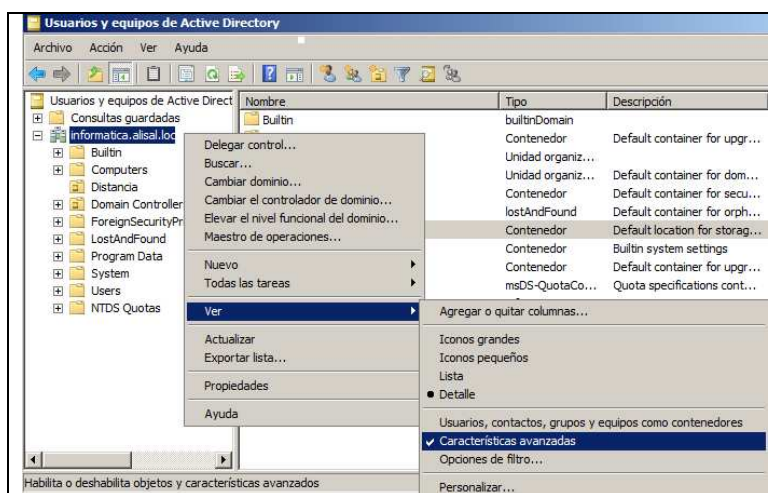 Usuarios y equipos de Active Directory
Archivo Acción Ver Ayuda
Usuarios y equipos de Active Direct
Consultas guardadas
informatica.alisal.loc
Builtin
Computers
Distancia
Domain Controller
ForeignSecurityPri
LostAndFound
Program Data
System
Users
NTDS Quotas
Nombre Tipo Descripción
Builtin builtinDomain
Contenedor Default container for upgr...
Unidad organiz...
Unidad organiz... Default container for dom...
Contenedor Default container for secu...
lostAndFound Default container for orph...
Contenedor Default location for storag...
Contenedor Builtin system settings
Contenedor Default container for upgr...
msDS-QuotaCo... Quota specifications cont...
Delegar control...
Buscar...
Cambiar dominio...
Cambiar el controlador de dominio...
Elevar el nivel funcional del dominio...
Maestro de operaciones...
Nuevo
Todas las tareas
Ver
Actualizar
Exportar lista...
Propiedades
Ayuda
Agregar o quitar columnas...
Iconos grandes
Iconos pequeños
Lista
Detalle
Usuarios, contactos, grupos y equipos como contenedores
Características avanzadas
Opciones de filtro...
Personalizar...
Habilita o deshabilita objetos y características avanzados